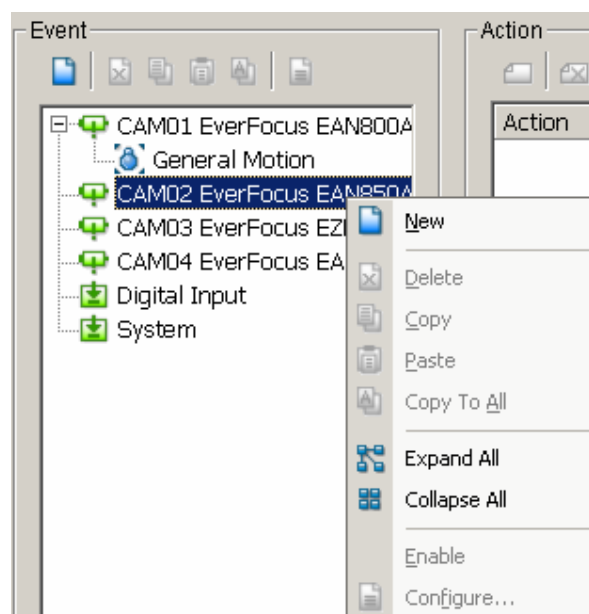 Event
Action
CAM01 EverFocus EAN800A
Action
General Motion
CAM02 EverFocus EAN850A
CAM03 EverFocus EZ
New
CAM04 EverFocus EA
Delete
Digital Input
Copy
System
Paste
Copy To All
Expand All
Collapse All
Enable
Configure...